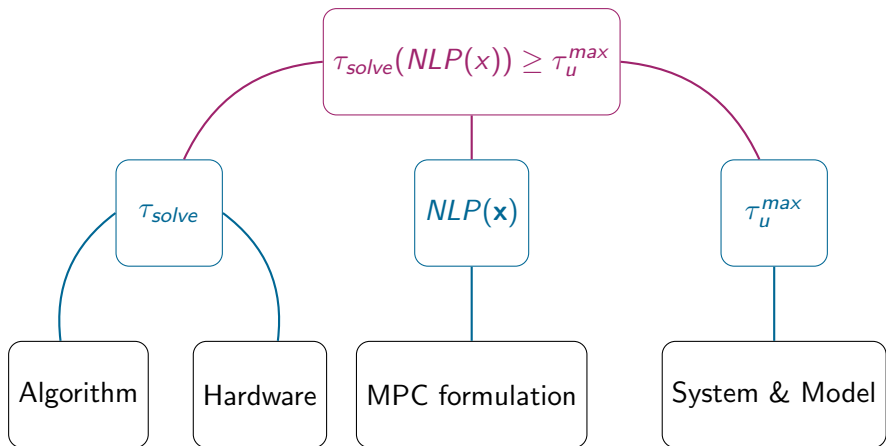 τ_solve(NLP(x)) ≥ τ_u^max
τ_solve
NLP(𝐱)
τ_u^max
Algorithm
Hardware
MPC formulation
System & Model